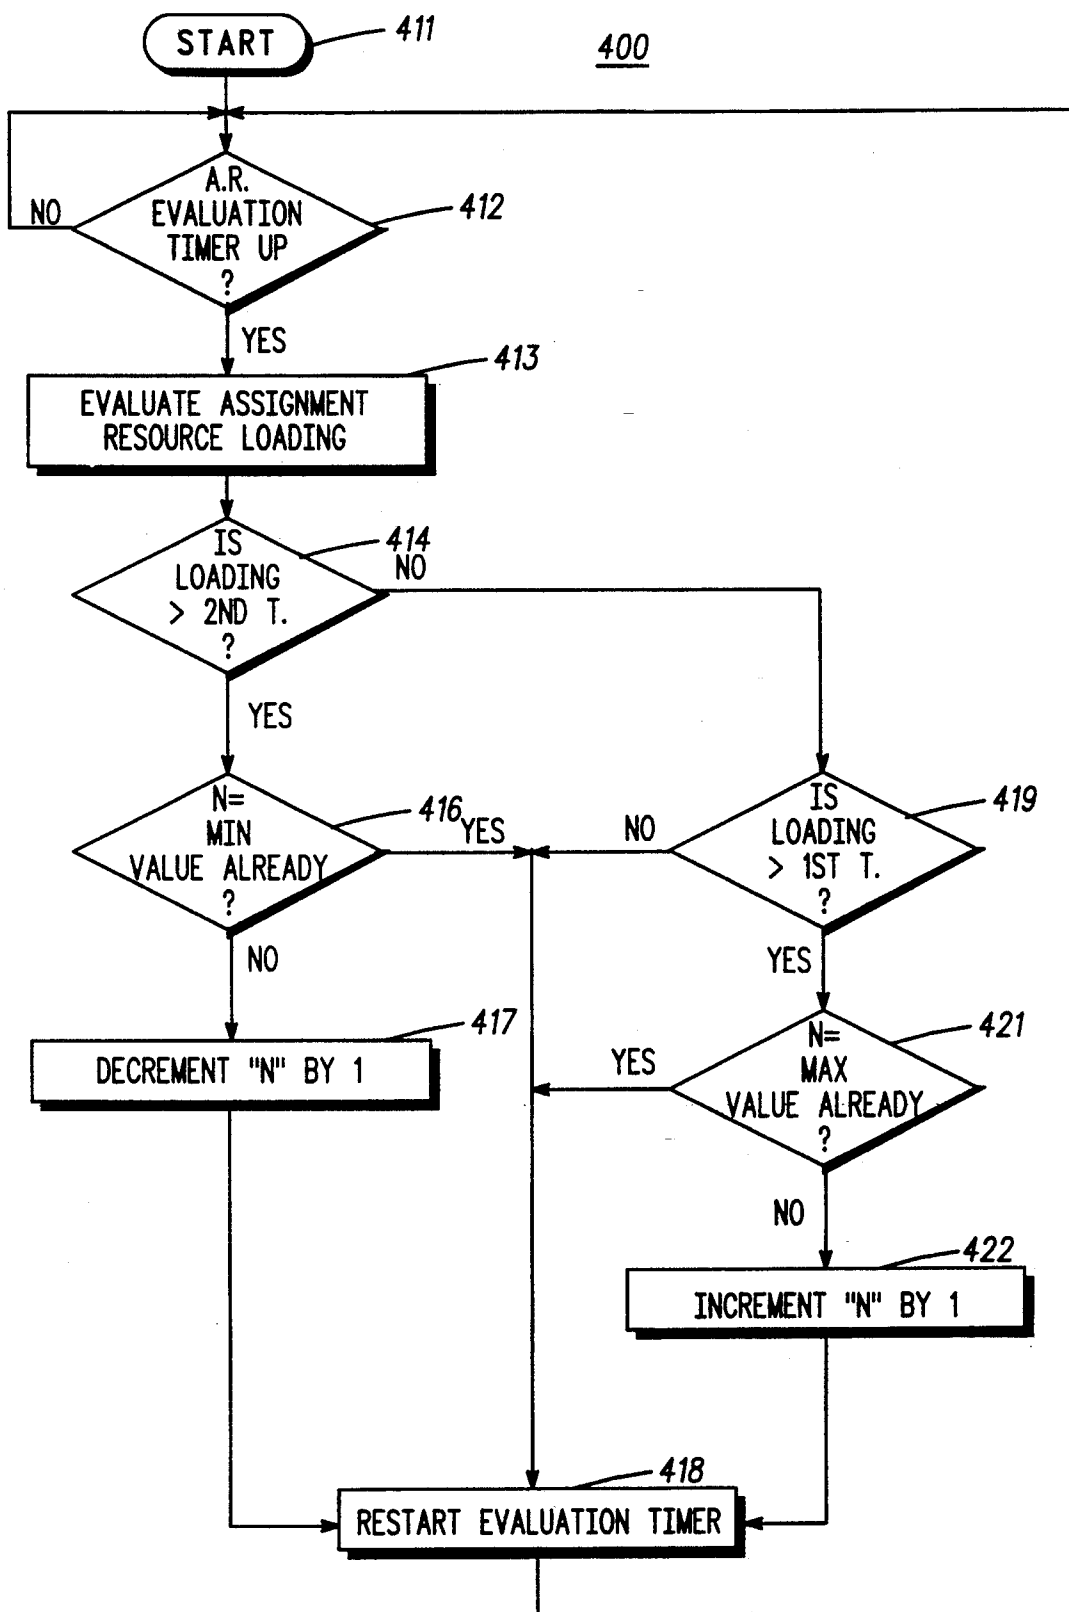 START
411
400
A.R.
EVALUATION
TIMER UP
?
412
NO
YES
413
EVALUATE ASSIGNMENT
RESOURCE LOADING
IS
LOADING
> 2ND T.
?
414
NO
YES
N=
MIN
VALUE ALREADY
?
416
YES
NO
IS
LOADING
> 1ST T.
?
419
NO
YES
417
DECREMENT "N" BY 1
N=
MAX
VALUE ALREADY
?
421
YES
NO
422
INCREMENT "N" BY 1
418
RESTART EVALUATION TIMER